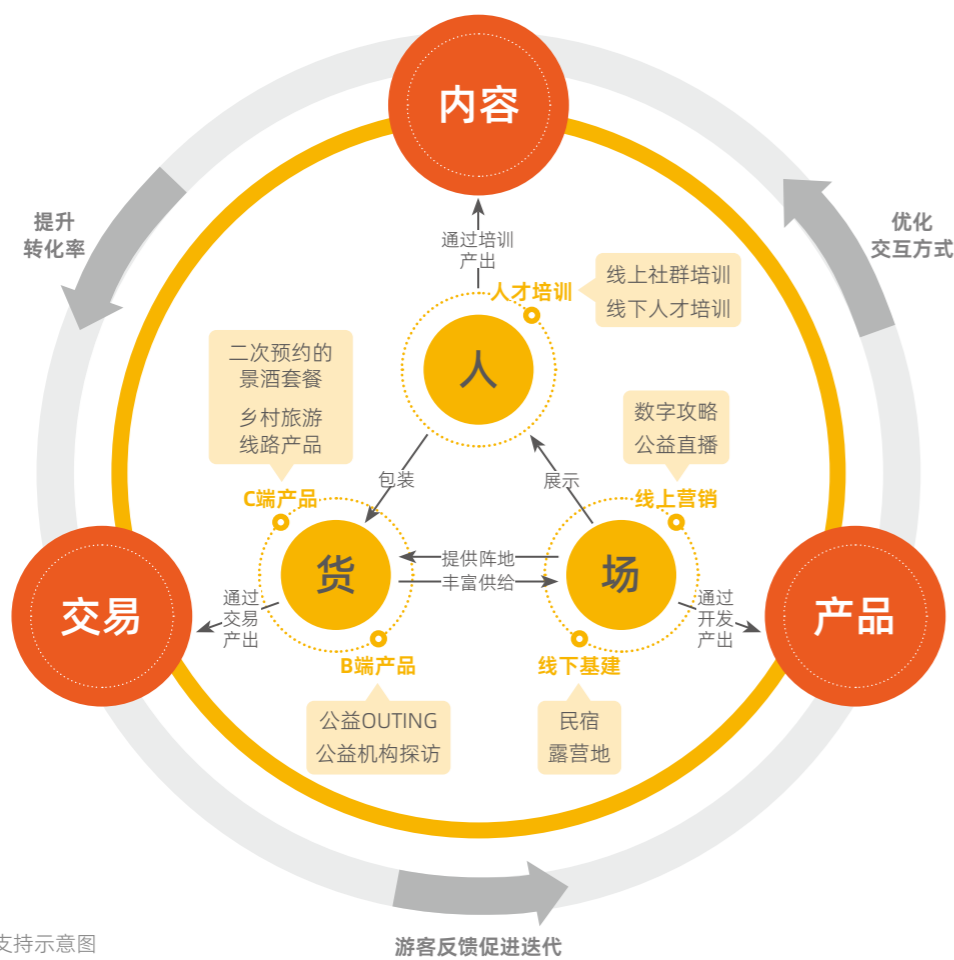 内容
提升
转化率
优化
交互方式
通过培训
产出
人才培训
线上社群培训
线下人才培训
人
二次预约的
景酒套餐
乡村旅游
线路产品
数字攻略
公益直播
包装
展示
C端产品
线上营销
货
提供阵地
丰富供给
场
交易
通过
交易
产出
通过
开发
产出
产品
B端产品
线下基建
公益OUTING
公益机构探访
民宿
露营地
支持示意图
游客反馈促进迭代